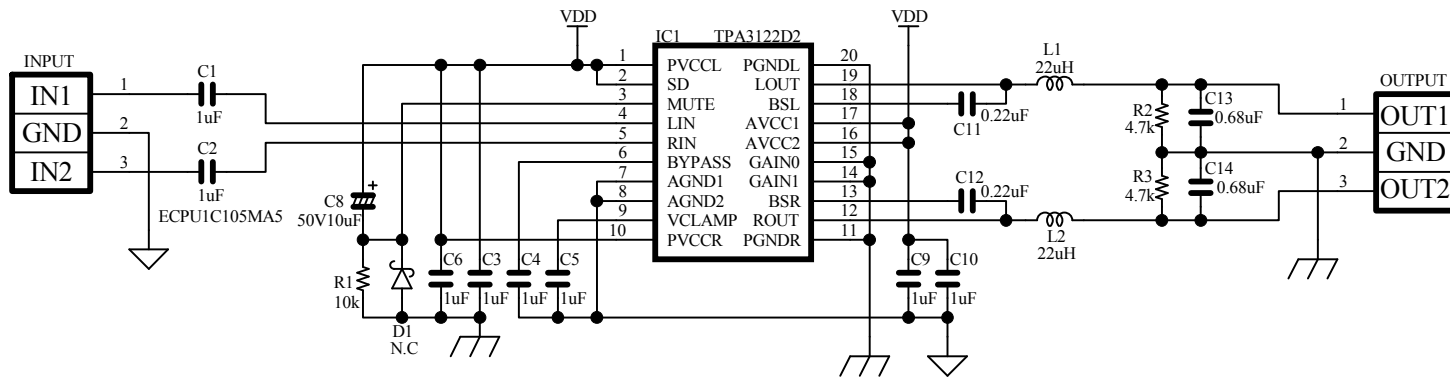 VDD
VDD
IC1 TPA3122D2
INPUT
IN1
GND
IN2
1
2
3
C1
1uF
C2
1uF
ECPU1C105MA5
C8
50V10uF
+
R1
10k
D1
N.C
C6
1uF
C3
1uF
C4
1uF
C5
1uF
1 PVCCL PGNDL 20
2 SD LOUT 19
3 MUTE BSL 18
4 LIN AVCC1 17
5 RIN AVCC2 16
6 BYPASS GAIN0 15
7 AGND1 GAIN1 14
8 AGND2 BSR 13
9 VCLAMP ROUT 12
10 PVCCR PGNDR 11
C9
1uF
C10
1uF
C11
0.22uF
C12
0.22uF
L1
22uH
L2
22uH
R2
4.7k
R3
4.7k
C13
0.68uF
C14
0.68uF
OUTPUT
1
2
3
OUT1
GND
OUT2